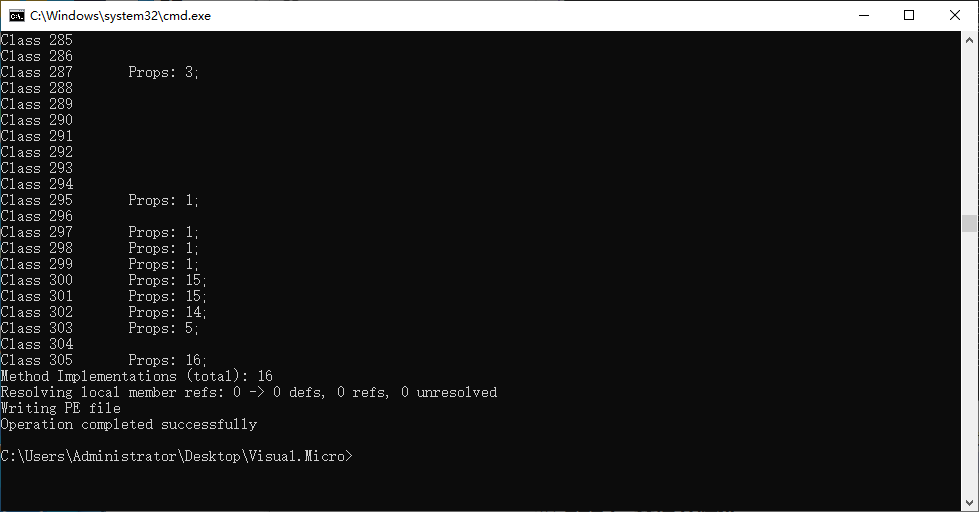 C:\Windows\system32\cmd.exe
Class 285
Class 286
Class 287 Props: 3;
Class 288
Class 289
Class 290
Class 291
Class 292
Class 293
Class 294
Class 295 Props: 1;
Class 296
Class 297 Props: 1;
Class 298 Props: 1;
Class 299 Props: 1;
Class 300 Props: 15;
Class 301 Props: 15;
Class 302 Props: 14;
Class 303 Props: 5;
Class 304
Class 305 Props: 16;
Method Implementations (total): 16
Resolving local member refs: 0 -> 0 defs, 0 refs, 0 unresolved
Writing PE file
Operation completed successfully
C:\Users\Administrator\Desktop\Visual.Micro>